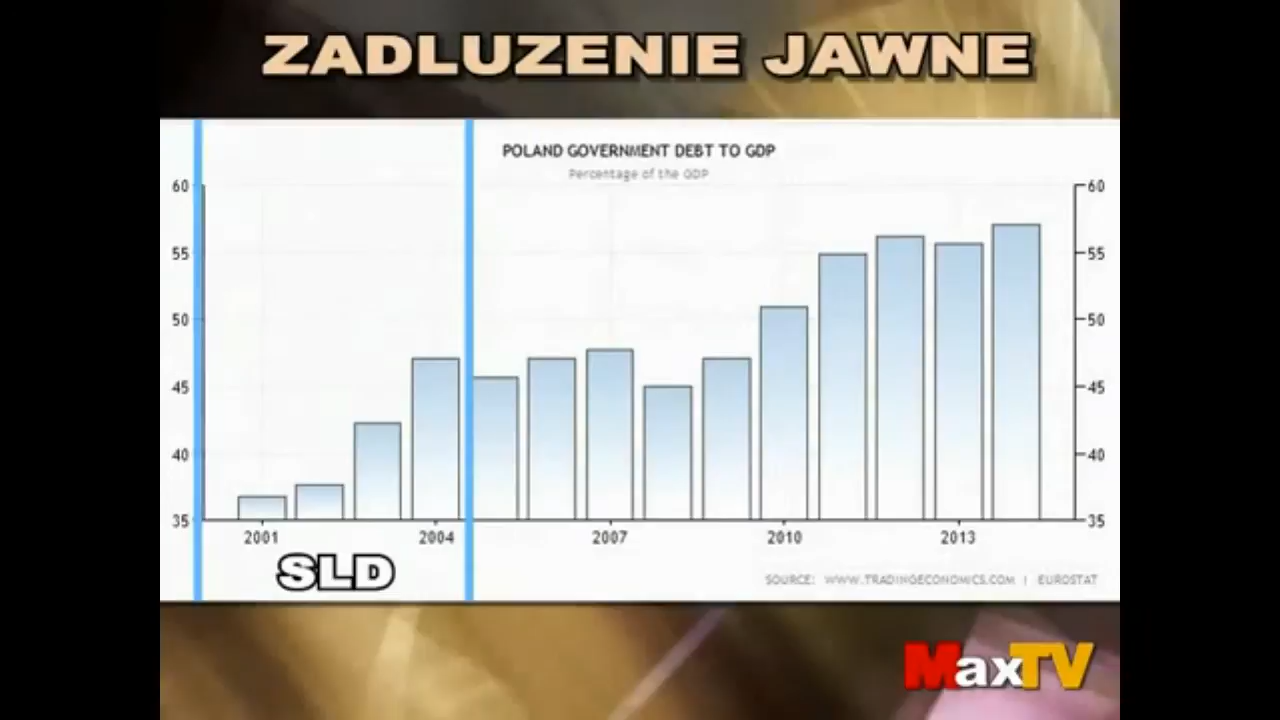 ZADLUZENIE JAWNE
POLAND GOVERNMENT DEBT TO GDP
Percentage of the GDP
60 60
55 55
50 50
45 45
40 40
35 35
2001 2004 2007 2010 2013
SLD
SOURCE: WWW.TRADINGECONOMICS.COM | EUROSTAT
MaxTV